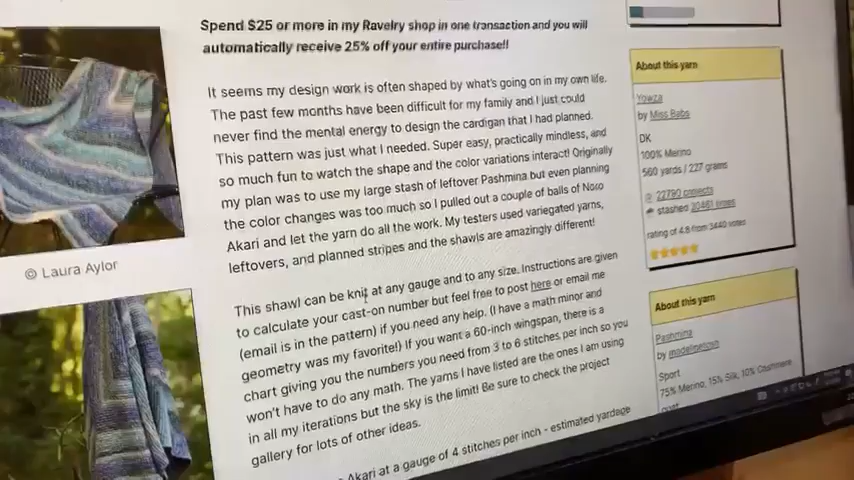 Spend $25 or more in my Ravelry shop in one transaction and you will
automatically receive 25% off your entire purchase!!
It seems my design work is often shaped by what's going on in my own life.
The past few months have been difficult for my family and I just could
never find the mental energy to design the cardigan that I had planned.
This pattern was just what I needed. Super easy, practically mindless, and
so much fun to watch the shape and the color variations interact! Originally
my plan was to use my large stash of leftover Pashmina but even planning
the color changes was too much so I pulled out a couple of balls of Noro
Akari and let the yarn do all the work. My testers used variegated yarns,
leftovers, and planned stripes and the shawls are amazingly different!
This shawl can be knit at any gauge and to any size. Instructions are given
to calculate your cast-on number but feel free to post here or email me
(email is in the pattern) if you need any help. (I have a math minor and
geometry was my favorite!) If you want a 60-inch wingspan, there is a
chart giving you the numbers you need from 3 to 6 stitches per inch so you
won't have to do any math. The yarns I have listed are the ones I am using
in all my iterations but the sky is the limit! Be sure to check the project
gallery for lots of other ideas.
Akari at a gauge of 4 stitches per inch - estimated yardage
© Laura Aylor
About this yarn
Yowza
by Miss Babs
DK
100% Merino
560 yards / 227 grams
22790 projects
stashed
rating of 4.8 from 3440 votes
About this yarn
Pashmina
by madelinetosh
Sport
75% Merino, 15% Silk, 10% Cashmere